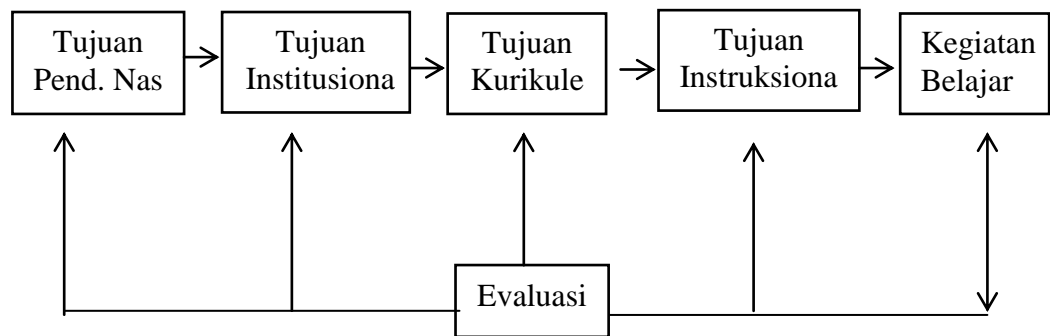 Tujuan
Pend. Nas
Tujuan
Institusiona
Tujuan
Kurikule
Tujuan
Instruksiona
Kegiatan
Belajar
Evaluasi